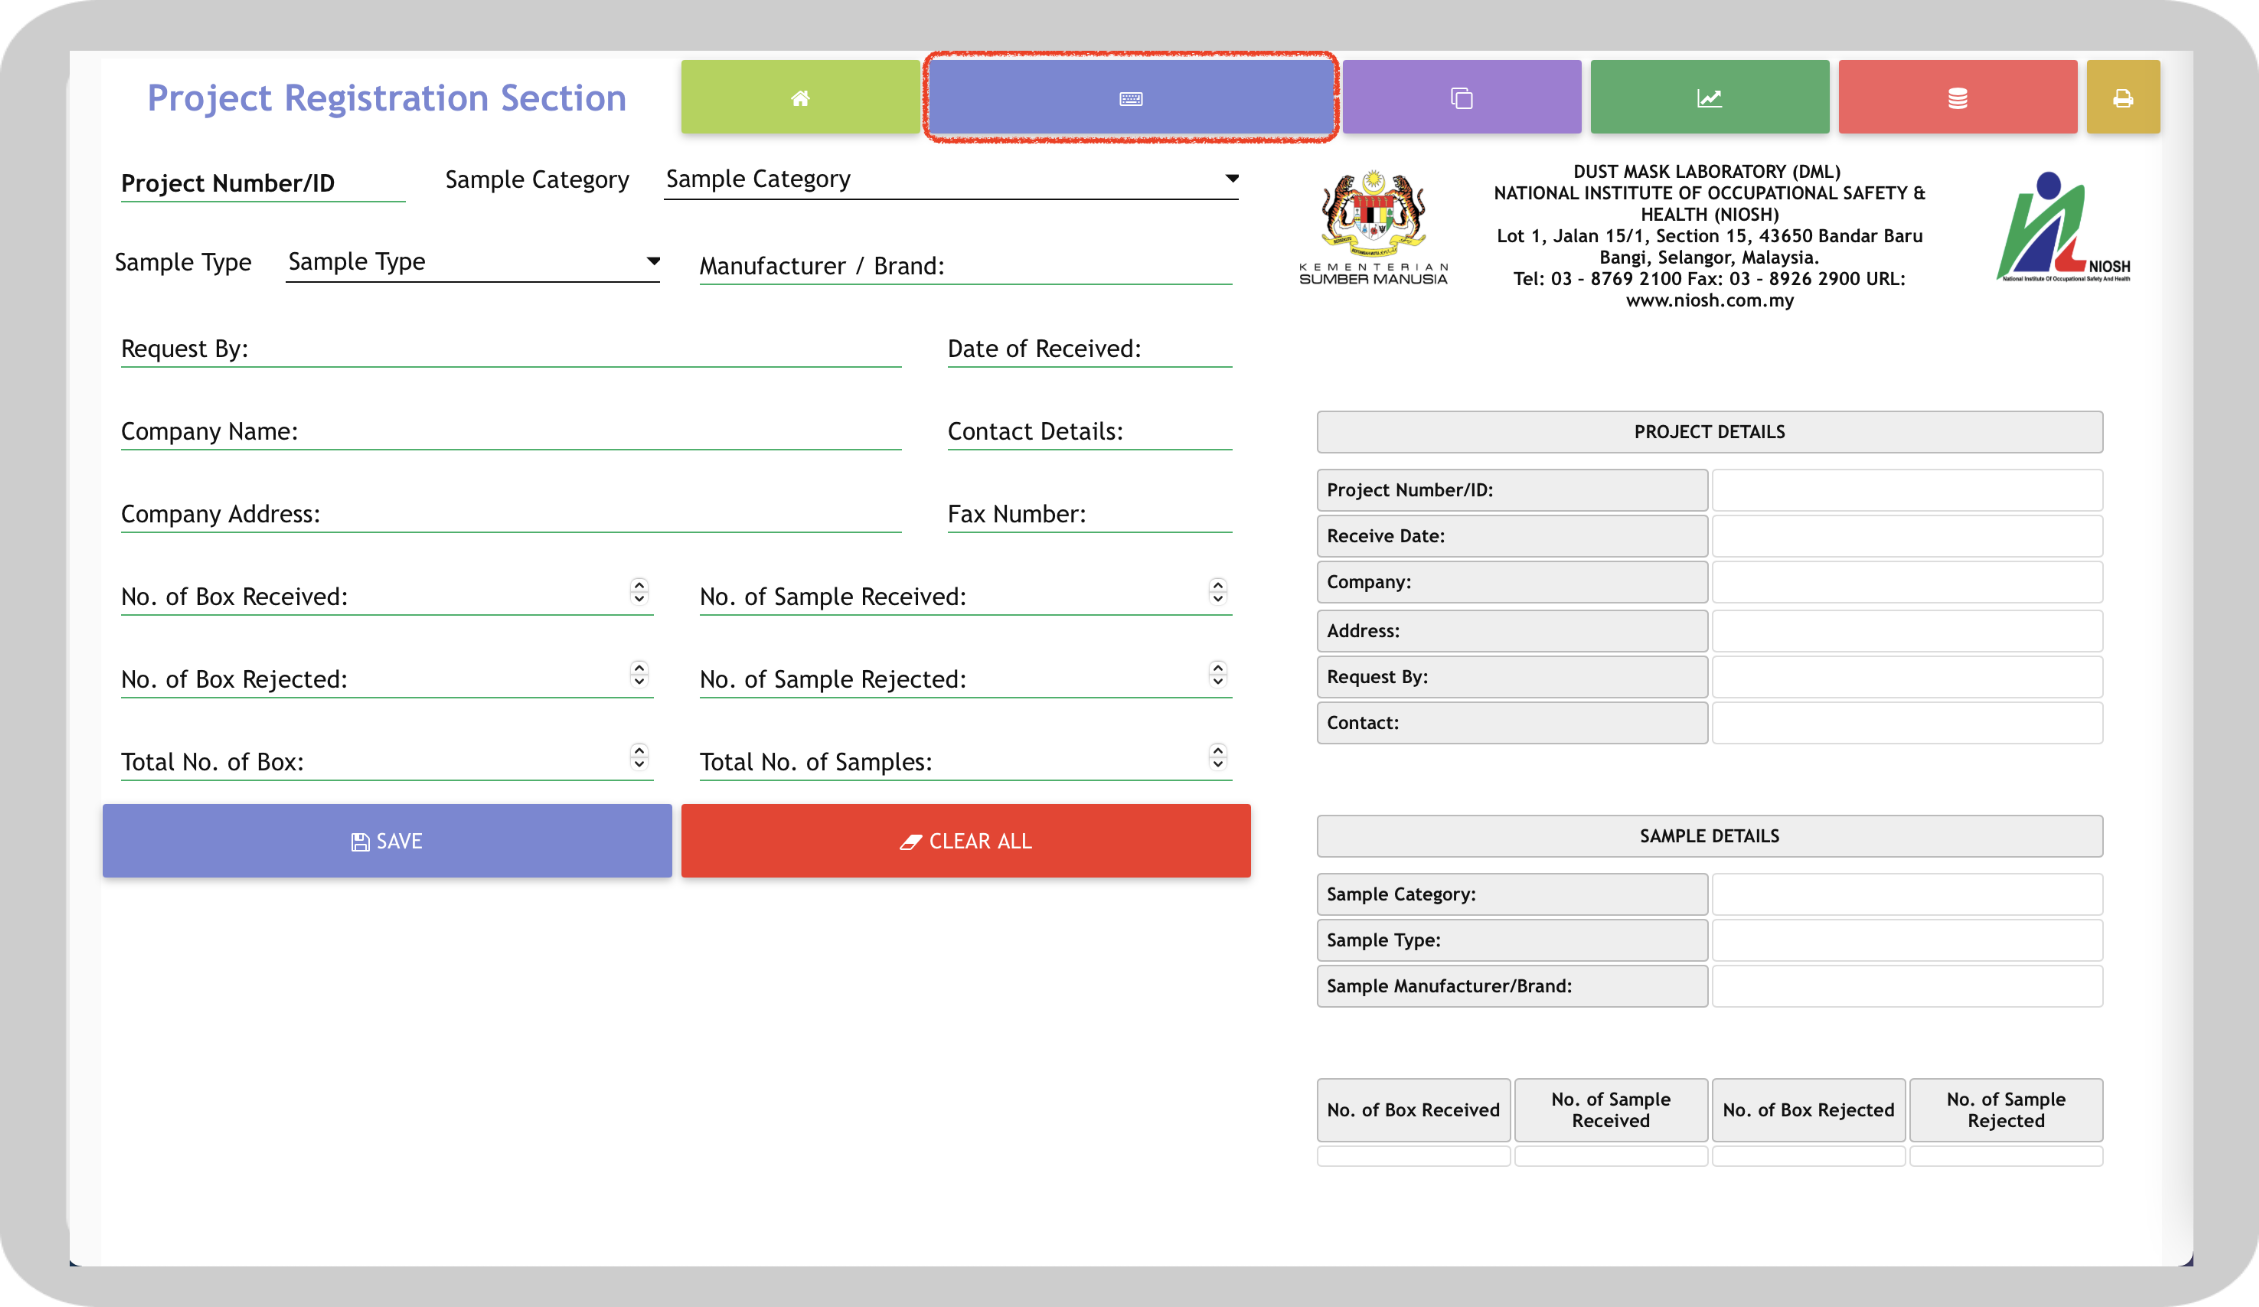 Project Registration Section
Project Number/ID
Sample Category
Sample Category
Sample Type
Sample Type
Manufacturer / Brand:
Request By:
Date of Received:
Company Name:
Contact Details:
Company Address:
Fax Number:
No. of Box Received:
No. of Sample Received:
No. of Box Rejected:
No. of Sample Rejected:
Total No. of Box:
Total No. of Samples:
SAVE
CLEAR ALL
KEMENTERIAN
SUMBER MANUSIA
DUST MASK LABORATORY (DML)
NATIONAL INSTITUTE OF OCCUPATIONAL SAFETY &
HEALTH (NIOSH)
Lot 1, Jalan 15/1, Section 15, 43650 Bandar Baru
Bangi, Selangor, Malaysia.
Tel: 03 - 8769 2100 Fax: 03 - 8926 2900 URL:
www.niosh.com.my
NIOSH
National Institute Of Occupational Safety And Health
PROJECT DETAILS
Project Number/ID:
Receive Date:
Company:
Address:
Request By:
Contact:
SAMPLE DETAILS
Sample Category:
Sample Type:
Sample Manufacturer/Brand:
No. of Box Received
No. of Sample
Received
No. of Box Rejected
No. of Sample
Rejected